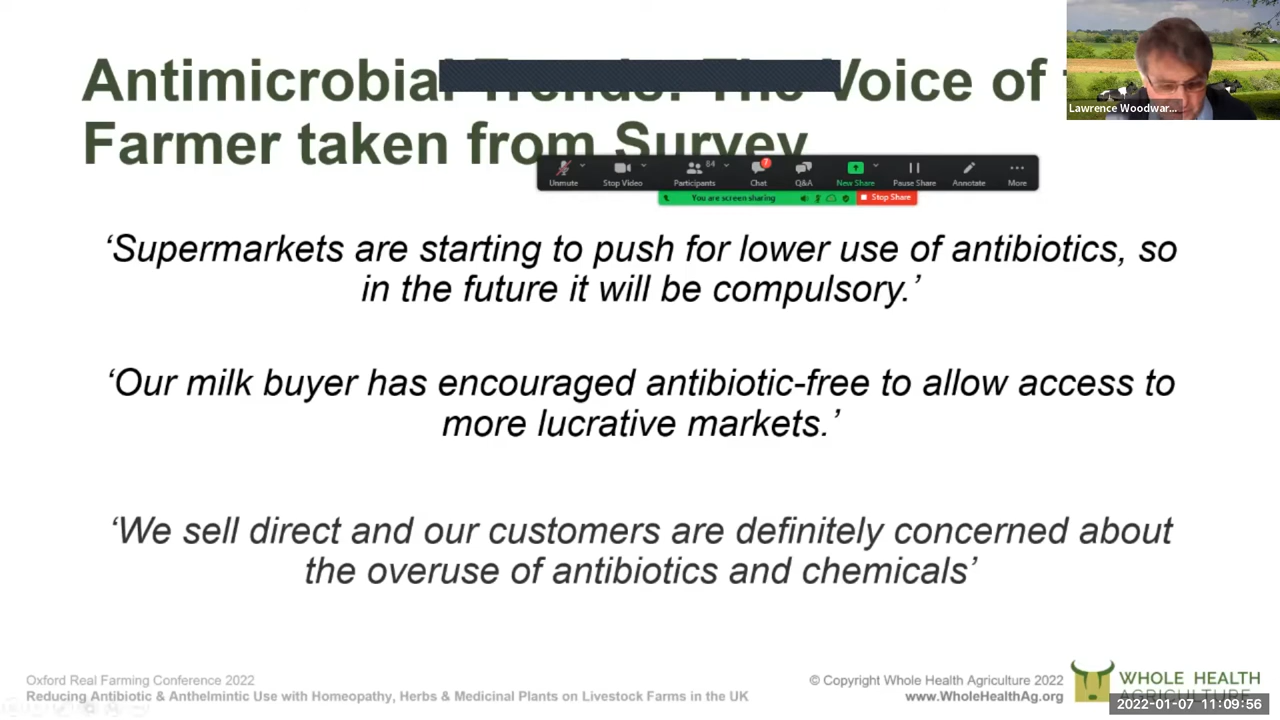 Antimicrobial Trends: The Voice of
Farmer taken from Survey
Lawrence Woodwar...
84
7
Unmute
Stop Video
Participants
Chat
Q&A
New Share
Pause Share
Annotate
More
You are screen sharing
Stop Share
‘Supermarkets are starting to push for lower use of antibiotics, so
in the future it will be compulsory.’
‘Our milk buyer has encouraged antibiotic-free to allow access to
more lucrative markets.’
‘We sell direct and our customers are definitely concerned about
the overuse of antibiotics and chemicals’
Oxford Real Farming Conference 2022
Reducing Antibiotic & Anthelmintic Use with Homeopathy, Herbs & Medicinal Plants on Livestock Farms in the UK
© Copyright Whole Health Agriculture 2022
www.WholeHealthAg.org
WHOLE HEALTH
AGRICULTURE
2022-01-07 11:09:56